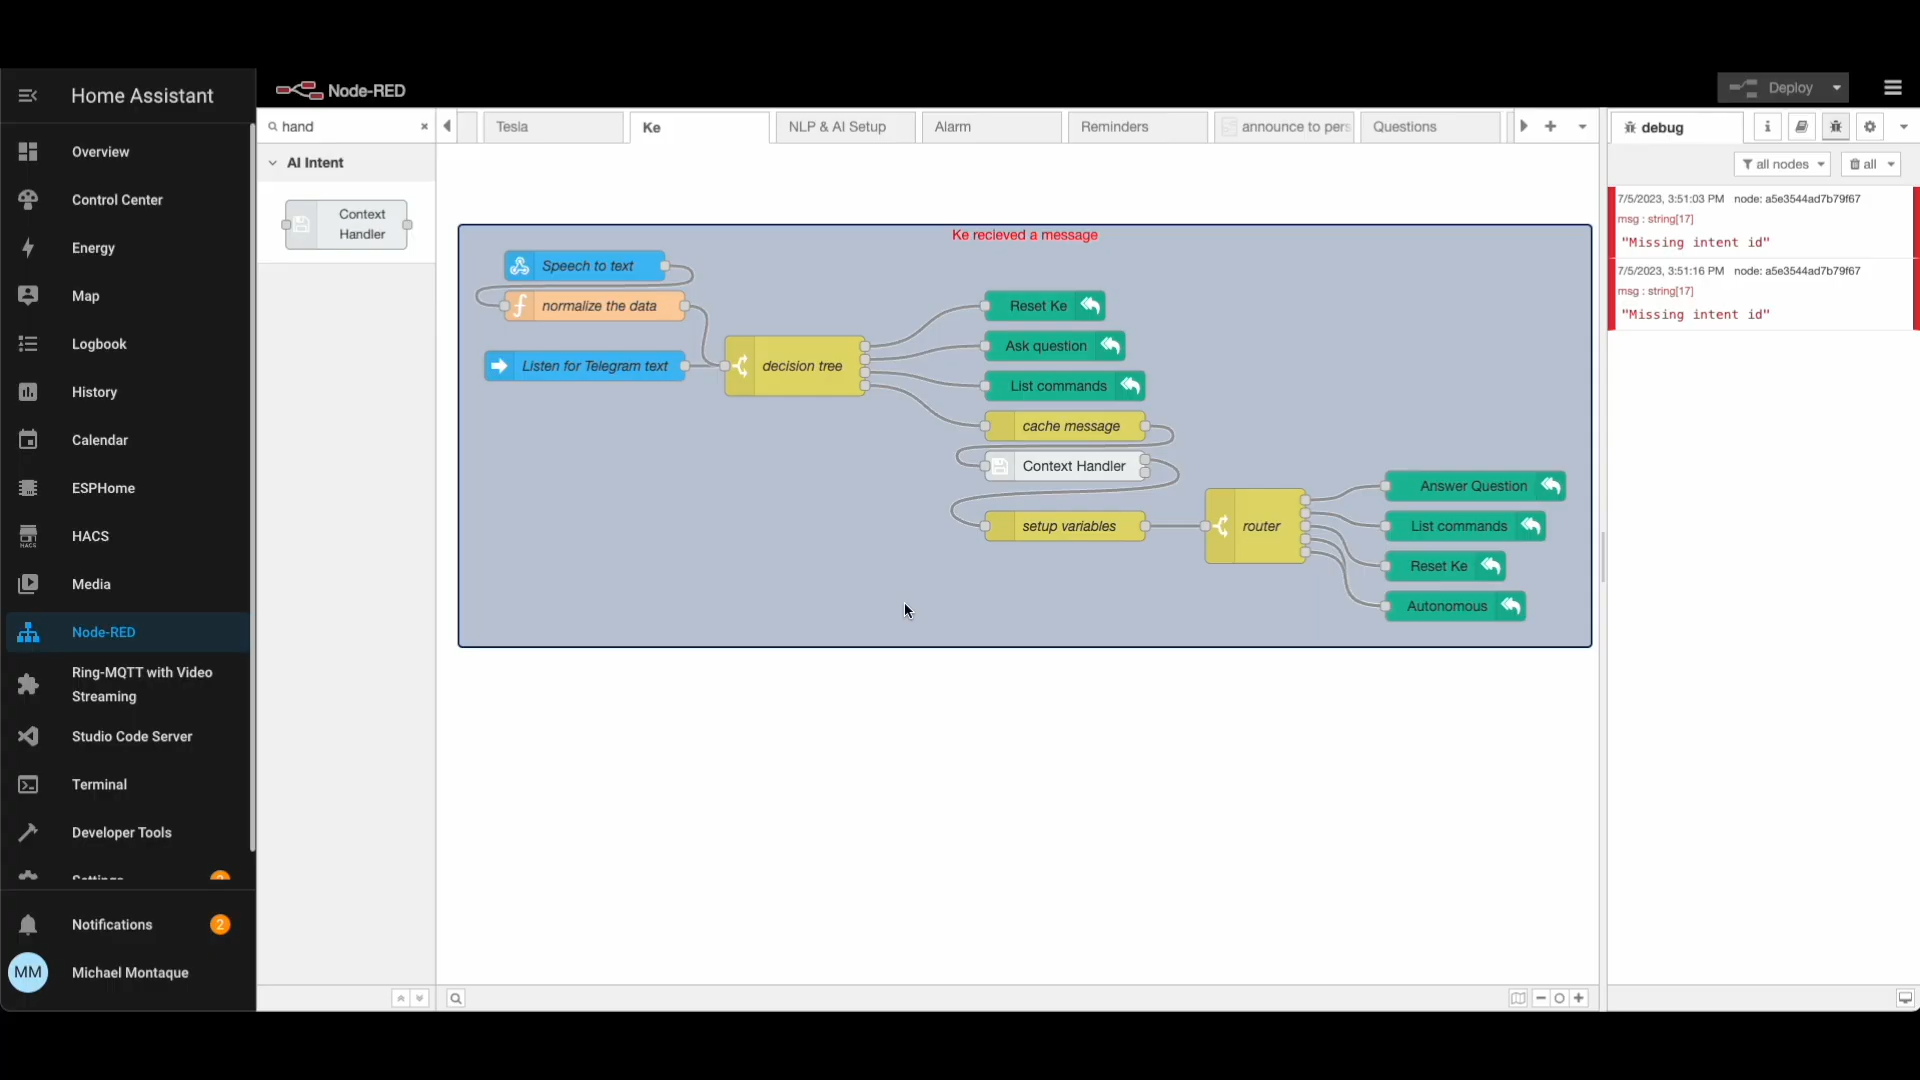 Home Assistant
Overview
Control Center
Energy
Map
Logbook
History
Calendar
ESPHome
HACS
Media
Node-RED
Ring-MQTT with Video
Streaming
Studio Code Server
Terminal
Developer Tools
Settings
Notifications
2
MM
Michael Montaque
Node-RED
Deploy
hand
AI Intent
Context
Handler
Tesla
Ke
NLP & AI Setup
Alarm
Reminders
announce to pers
Questions
Ke recieved a message
Speech to text
normalize the data
Listen for Telegram text
decision tree
Reset Ke
Ask question
List commands
cache message
Context Handler
setup variables
router
Answer Question
List commands
Reset Ke
Autonomous
debug
all nodes
all
7/5/2023, 3:51:03 PM node: a5e3544ad7b79f67
msg : string[17]
"Missing intent id"
7/5/2023, 3:51:16 PM node: a5e3544ad7b79f67
msg : string[17]
"Missing intent id"